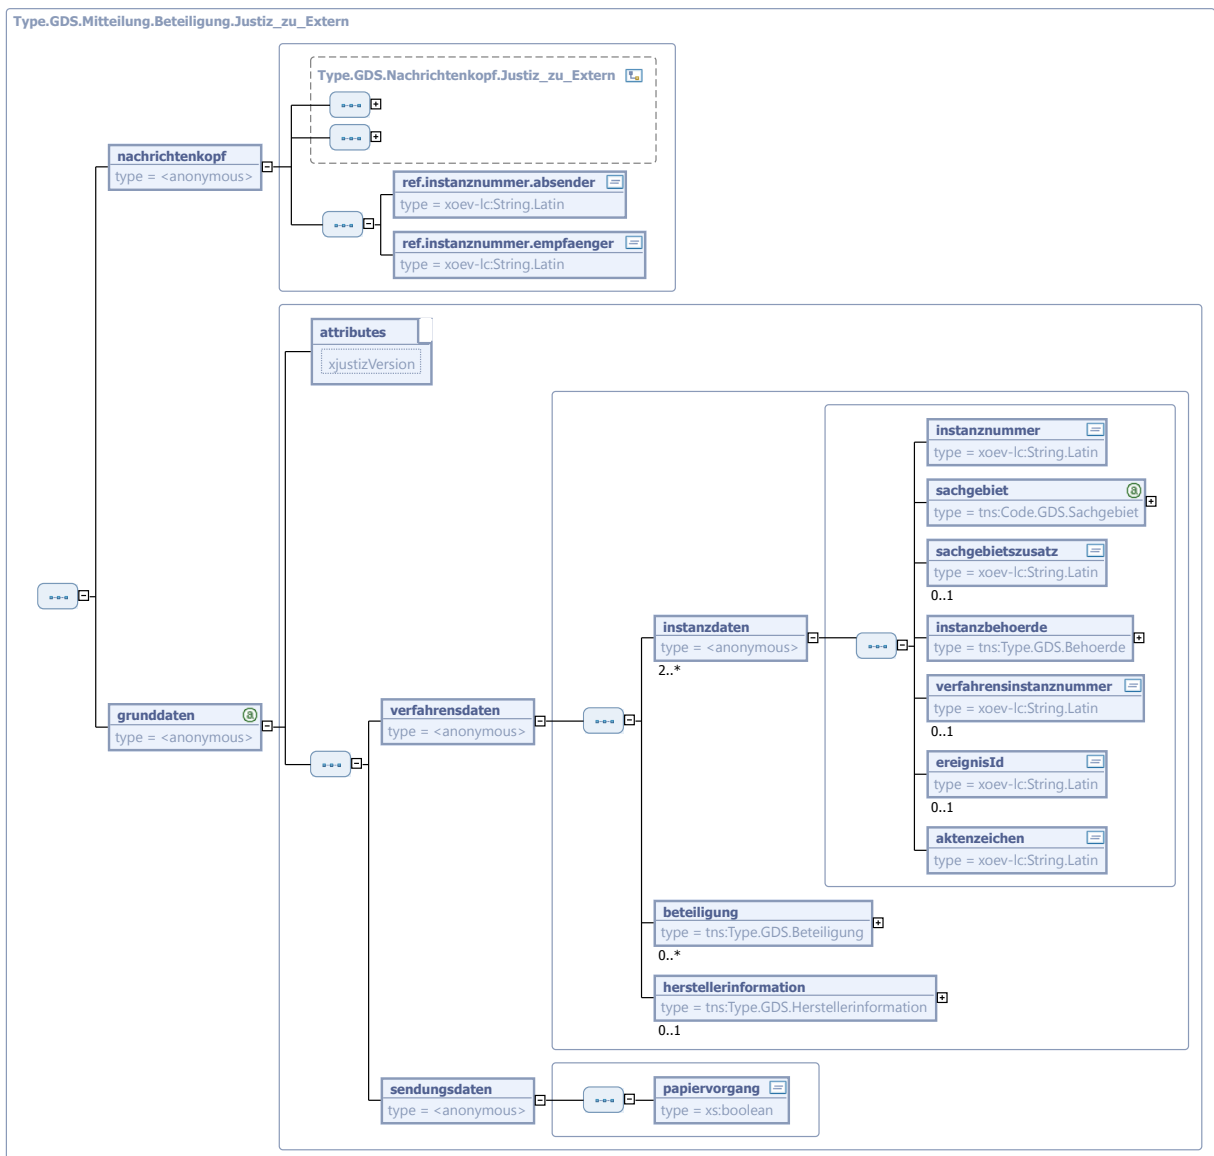 Type.GDS.Mitteilung.Beteiligung.Justiz_zu_Extern
Type.GDS.Nachrichtenkopf.Justiz_zu_Extern
nachrichtenkopf
type = <anonymous>
ref.instanznummer.absender
type = xoev-lc:String.Latin
ref.instanznummer.empfaenger
type = xoev-lc:String.Latin
grunddaten
type = <anonymous>
attributes
xjustizVersion
verfahrensdaten
type = <anonymous>
instanzdaten
type = <anonymous>
2..*
instanznummer
type = xoev-lc:String.Latin
sachgebiet
type = tns:Code.GDS.Sachgebiet
sachgebietszusatz
type = xoev-lc:String.Latin
0..1
instanzbehoerde
type = tns:Type.GDS.Behoerde
verfahrensinstanznummer
type = xoev-lc:String.Latin
0..1
ereignisId
type = xoev-lc:String.Latin
0..1
aktenzeichen
type = xoev-lc:String.Latin
beteiligung
type = tns:Type.GDS.Beteiligung
0..*
herstellerinformation
type = tns:Type.GDS.Herstellerinformation
0..1
sendungsdaten
type = <anonymous>
papiervorgang
type = xs:boolean